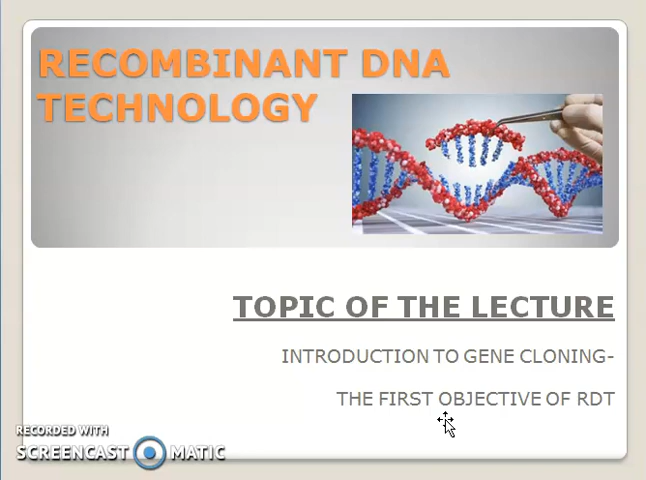 RECOMBINANT DNA
TECHNOLOGY
TOPIC OF THE LECTURE
INTRODUCTION TO GENE CLONING-
THE FIRST OBJECTIVE OF RDT
RECORDED WITH
SCREENCAST MATIC